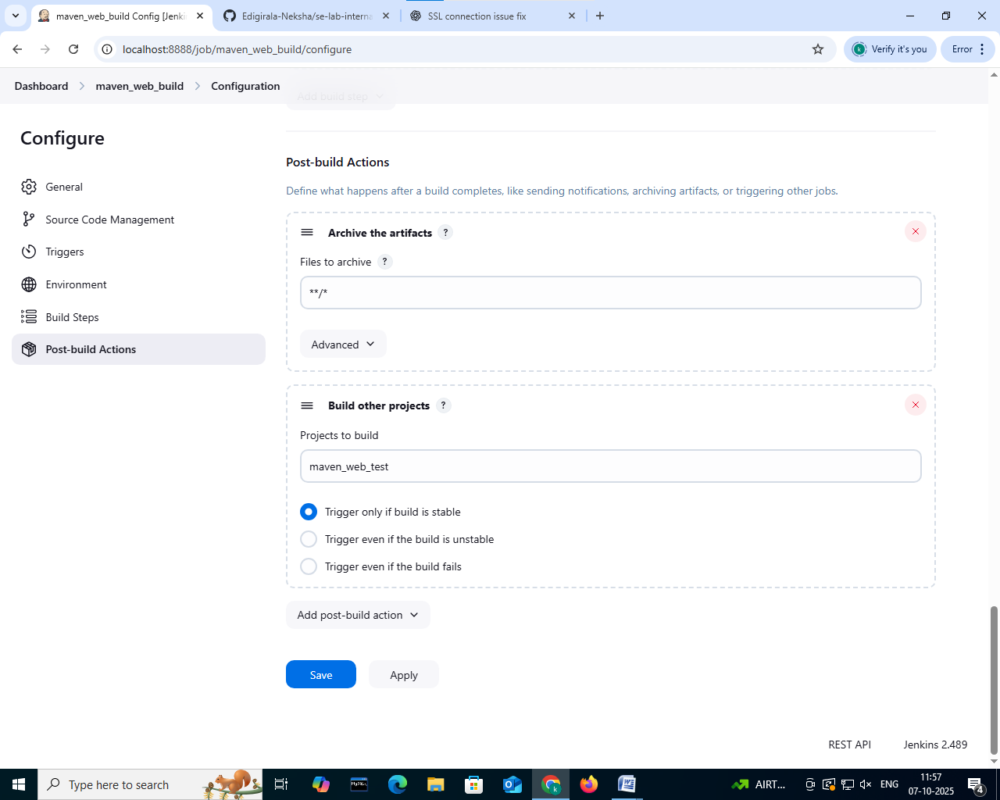 maven_web_build Config [Jenki
Edigirala-Neksha/se-lab-interna
SSL connection issue fix
localhost:8888/job/maven_web_build/configure
Verify it's you
Error
Dashboard
maven_web_build
Configuration
Add build step
Configure
General
Source Code Management
Triggers
Environment
Build Steps
Post-build Actions
Post-build Actions
Define what happens after a build completes, like sending notifications, archiving artifacts, or triggering other jobs.
Archive the artifacts ?
Files to archive ?
**/*
Advanced
Build other projects ?
Projects to build
maven_web_test
Trigger only if build is stable
Trigger even if the build is unstable
Trigger even if the build fails
Add post-build action
Save
Apply
REST API
Jenkins 2.489
Type here to search
MySQL
AIRT...
ENG
11:57
07-10-2025
4